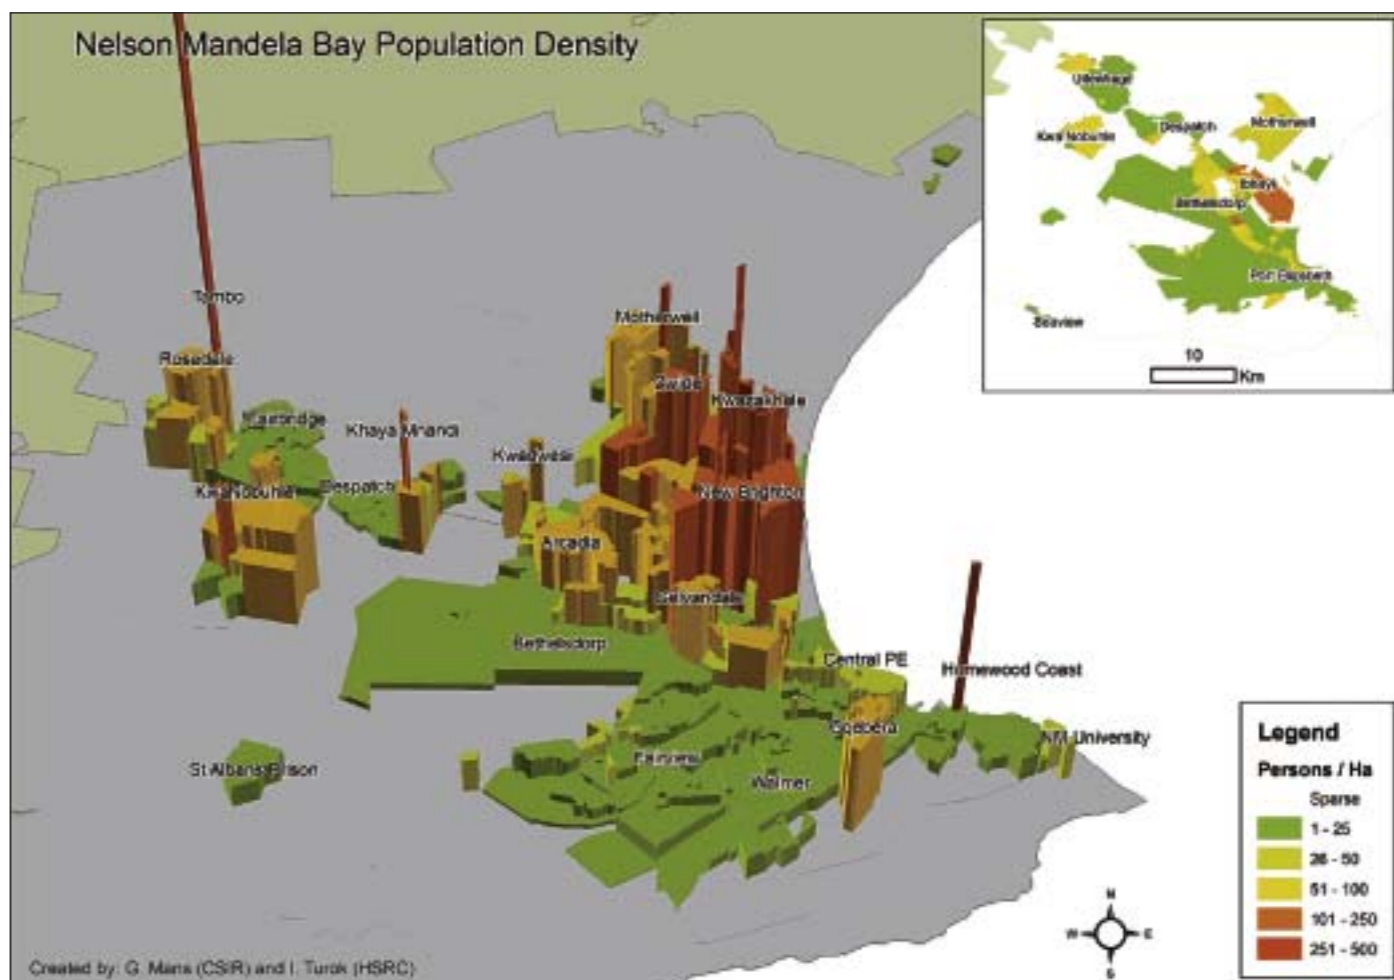 Nelson Mandela Bay Population Density
Uitenhage
Despatch
Motherwell
Kwa Nobuhle
Ibhayi
Bethelsdorp
Port Elizabeth
Seaview
10
Km
Tambo
Rosedale
Motherwell
Zwide
Kwazakhele
Khaya Mnandi
KwaNobuhle
Despatch
New Brighton
Arcadia
Gelvandale
Bethelsdorp
Central PE
Humewood Coast
Gqebera
NM University
Fairview
Walmer
St Albans Prison
Legend
Persons / Ha
Sparse
1 - 25
26 - 50
51 - 100
101 - 250
251 - 500
N
W
E
S
Created by: G. Mans (CSIR) and I. Turok (HSRC)